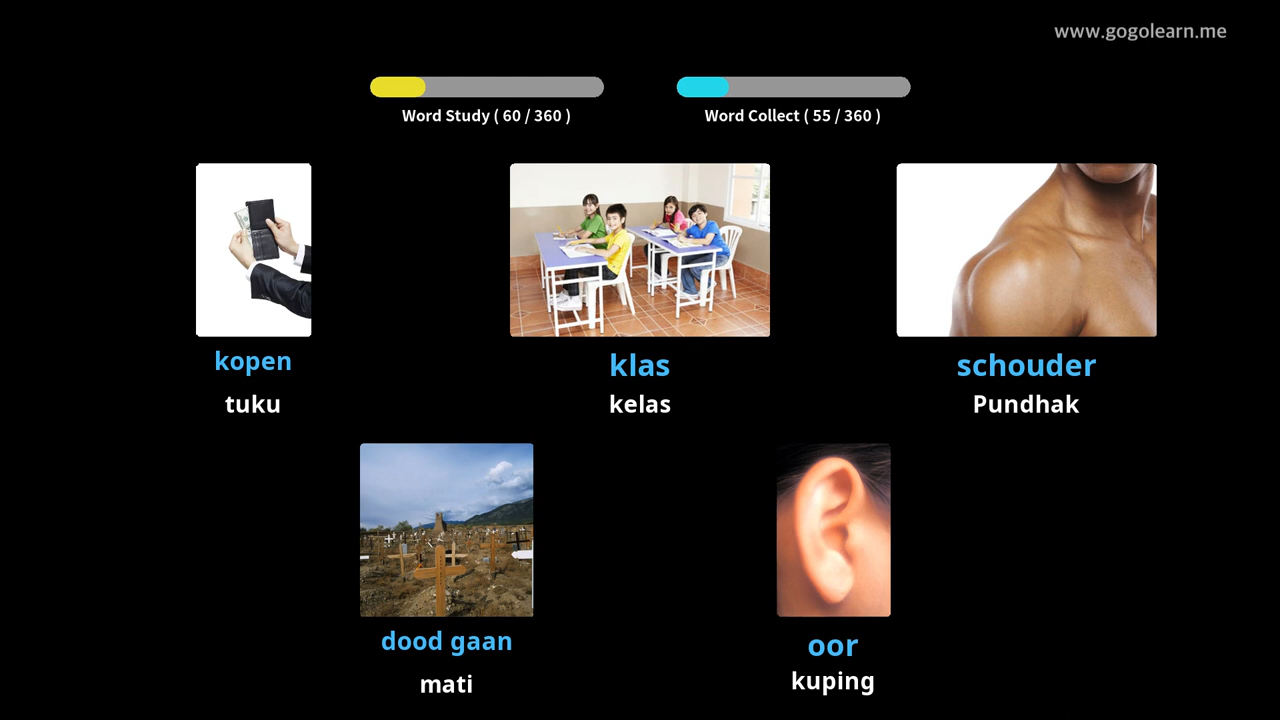 www.gogolearn.me
Word Study ( 60 / 360 )
Word Collect ( 55 / 360 )
kopen
tuku
klas
kelas
schouder
Pundhak
dood gaan
mati
oor
kuping